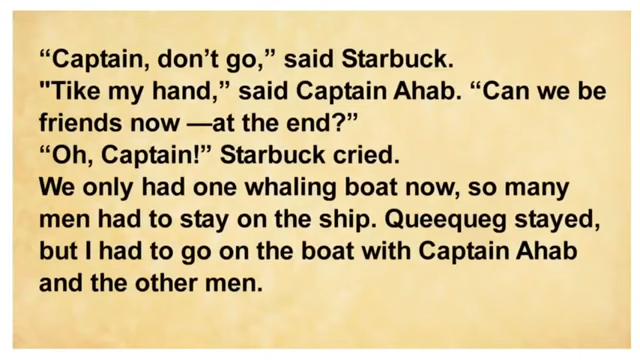 “Captain, don’t go,” said Starbuck.
"Tike my hand,” said Captain Ahab. “Can we be
friends now —at the end?”
“Oh, Captain!” Starbuck cried.
We only had one whaling boat now, so many
men had to stay on the ship. Queequeg stayed,
but I had to go on the boat with Captain Ahab
and the other men.